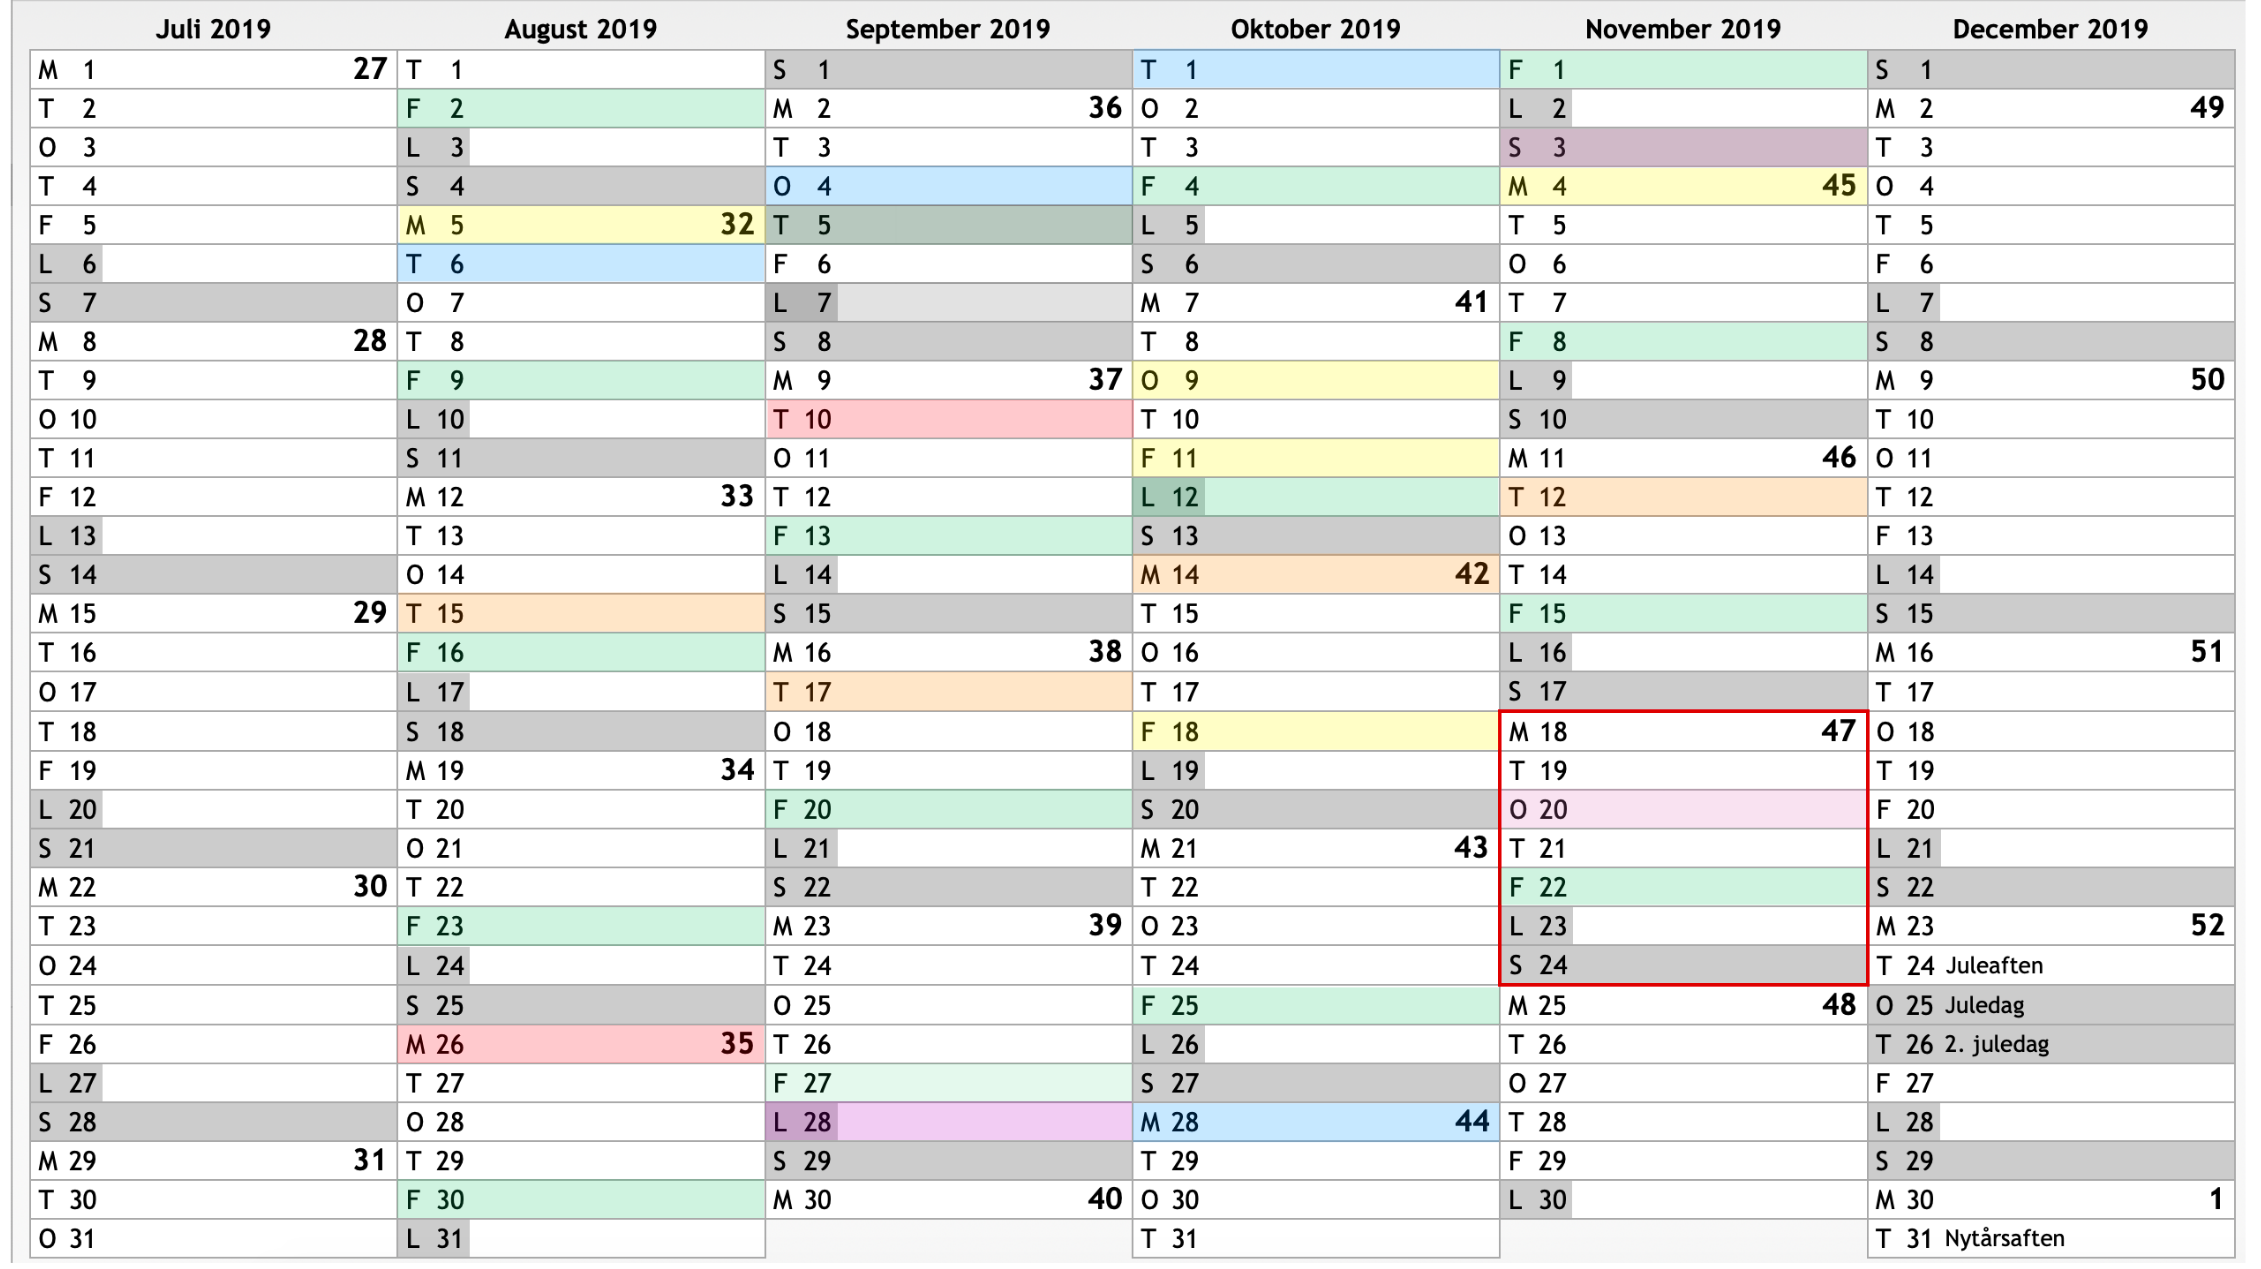 Juli 2019
M 1 27
T 2
O 3
T 4
F 5
L 6
S 7
M 8 28
T 9
O 10
T 11
F 12
L 13
S 14
M 15 29
T 16
O 17
T 18
F 19
L 20
S 21
M 22 30
T 23
O 24
T 25
F 26
L 27
S 28
M 29 31
T 30
O 31
August 2019
T 1
F 2
L 3
S 4
M 5 32
T 6
O 7
T 8
F 9
L 10
S 11
M 12 33
T 13
O 14
T 15
F 16
L 17
S 18
M 19 34
T 20
O 21
T 22
F 23
L 24
S 25
M 26 35
T 27
O 28
T 29
F 30
L 31
September 2019
S 1
M 2 36
T 3
O 4
T 5
F 6
L 7
S 8
M 9 37
T 10
O 11
T 12
F 13
L 14
S 15
M 16 38
T 17
O 18
T 19
F 20
L 21
S 22
M 23 39
T 24
O 25
T 26
F 27
L 28
S 29
M 30 40
Oktober 2019
T 1
O 2
T 3
F 4
L 5
S 6
M 7 41
T 8
O 9
T 10
F 11
L 12
S 13
M 14 42
T 15
O 16
T 17
F 18
L 19
S 20
M 21 43
T 22
O 23
T 24
F 25
L 26
S 27
M 28 44
T 29
O 30
T 31
November 2019
F 1
L 2
S 3
M 4 45
T 5
O 6
T 7
F 8
L 9
S 10
M 11 46
T 12
O 13
T 14
F 15
L 16
S 17
M 18 47
T 19
O 20
T 21
F 22
L 23
S 24
M 25 48
T 26
O 27
T 28
F 29
L 30
December 2019
S 1
M 2 49
T 3
O 4
T 5
F 6
L 7
S 8
M 9 50
T 10
O 11
T 12
F 13
L 14
S 15
M 16 51
T 17
O 18
T 19
F 20
L 21
S 22
M 23 52
T 24 Juleaften
O 25 Juledag
T 26 2. juledag
F 27
L 28
S 29
M 30 1
T 31 Nytårsaften